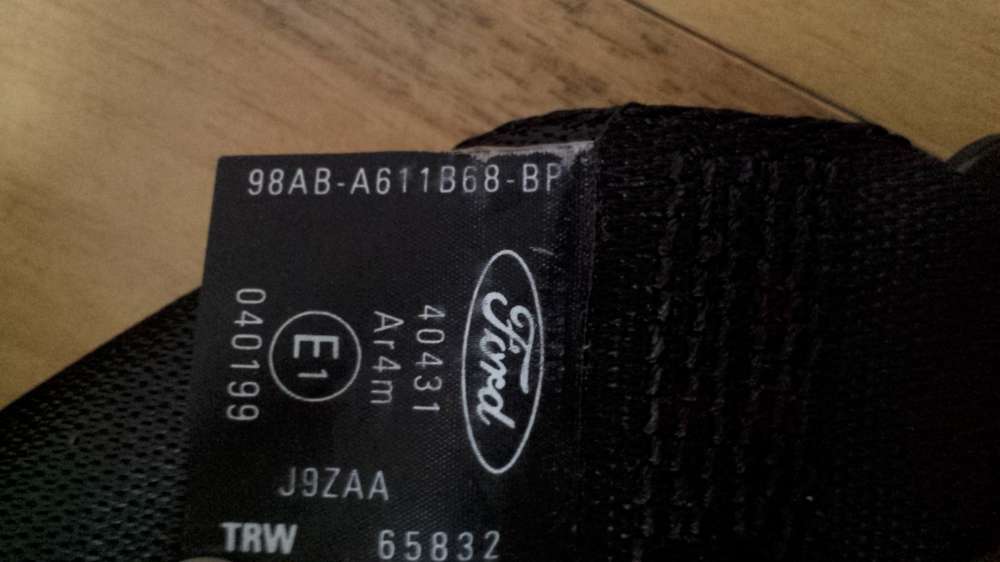 98AB-A611B68-BP
Ford
40431
Ar4m
E1
040199
J9ZAA
TRW
65832